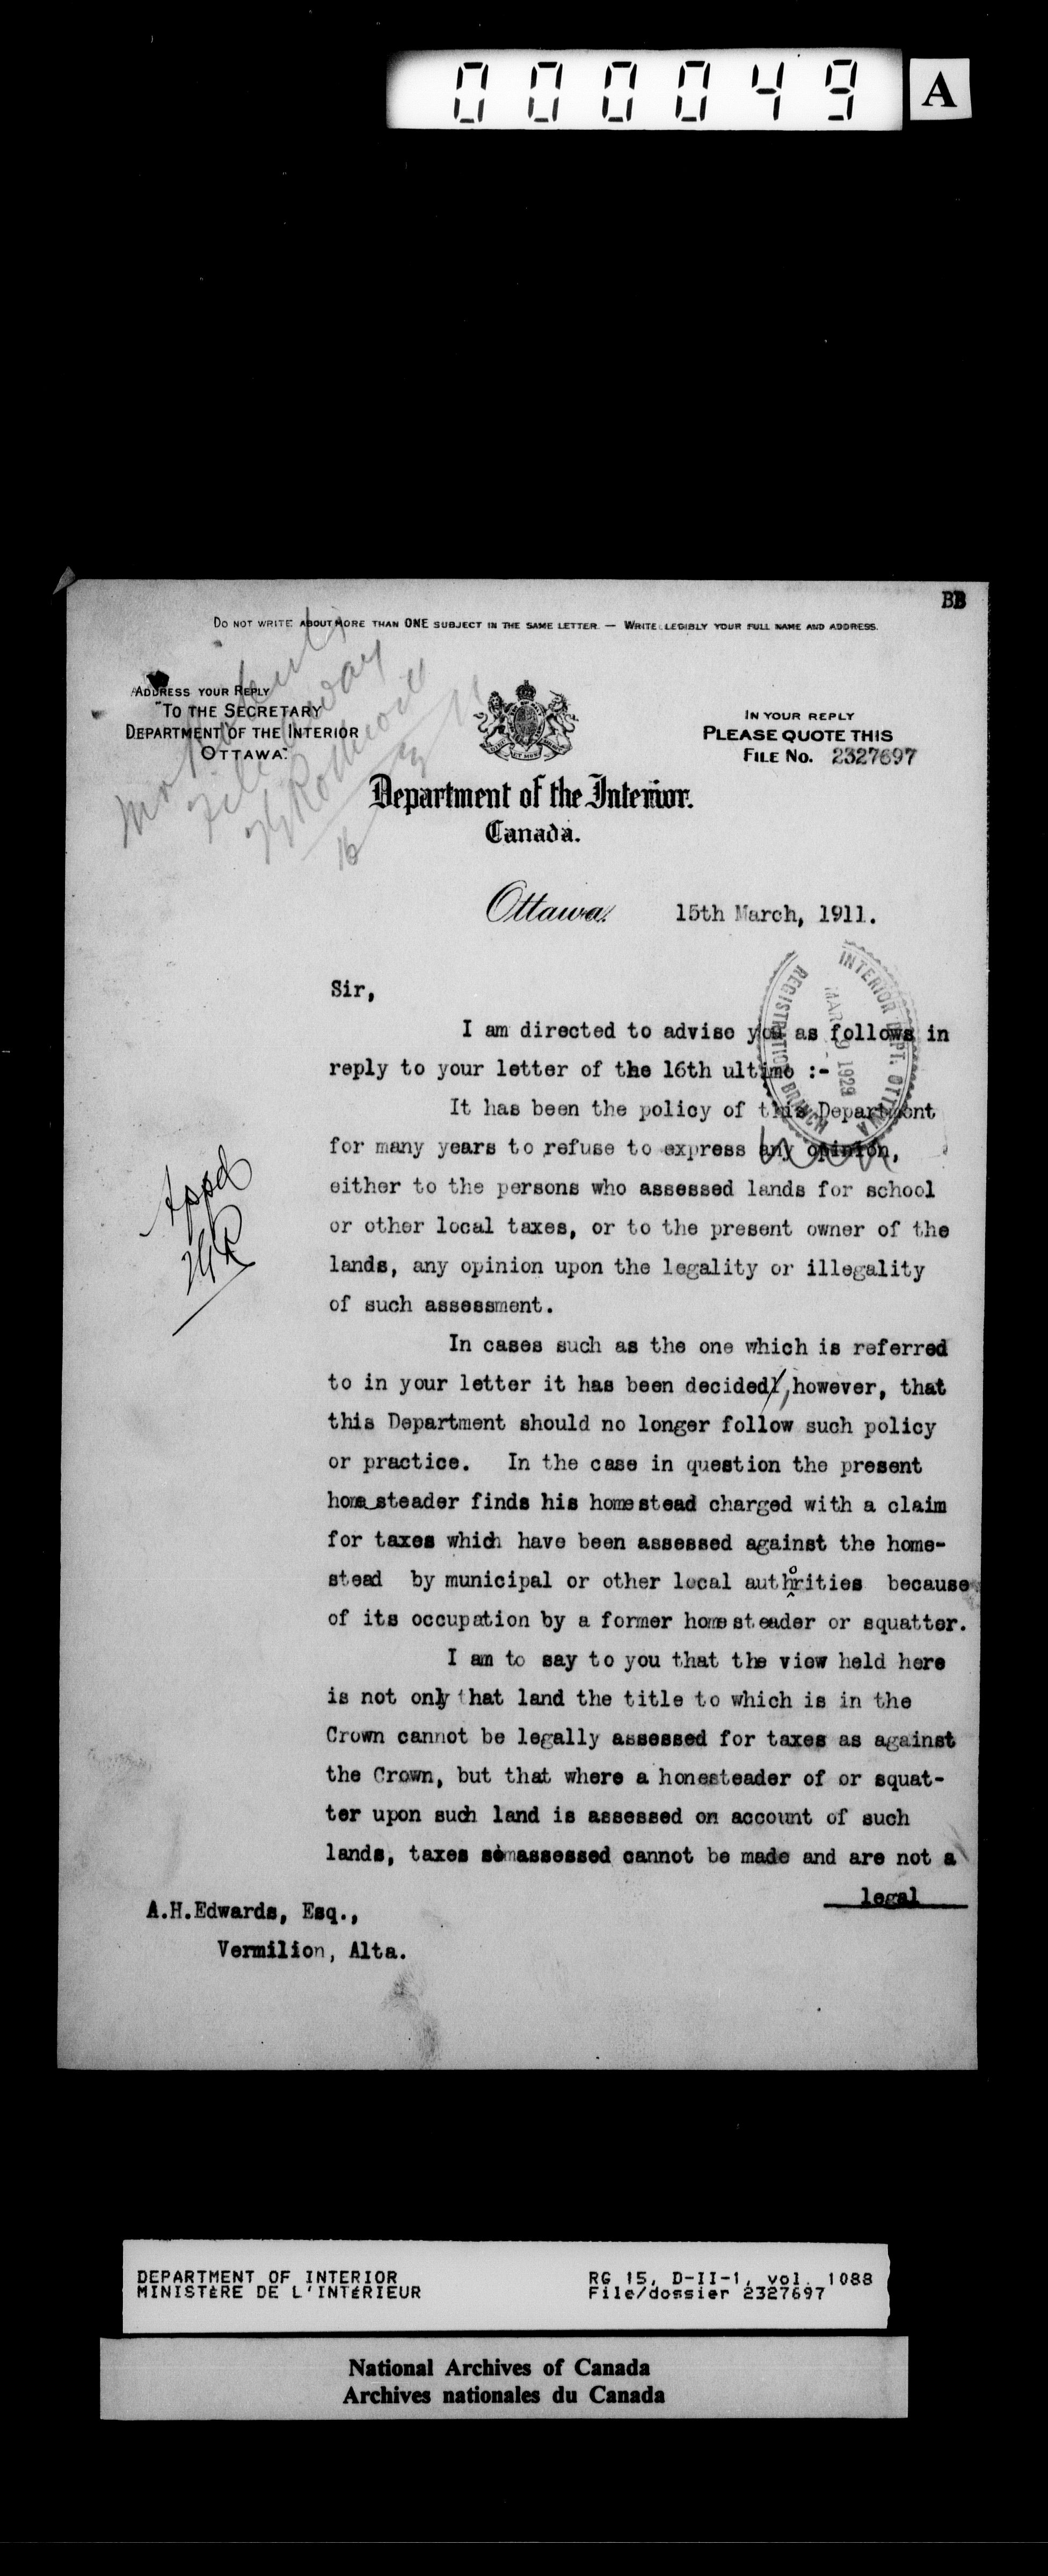 000049 A
BB
DO NOT WRITE ABOUT MORE THAN ONE SUBJECT IN THE SAME LETTER. — WRITE LEGIBLY YOUR FULL NAME AND ADDRESS.
ADDRESS YOUR REPLY
"TO THE SECRETARY
DEPARTMENT OF THE INTERIOR
OTTAWA."
IN YOUR REPLY
PLEASE QUOTE THIS
FILE No. 2327697
Department of the Interior.
Canada.
Ottawa, 15th March, 1911.
INTERIOR DEPT. OTTAWA
REGISTRATION BRANCH
1929
Sir,
I am directed to advise you as follows in
reply to your letter of the 16th ultimo :-
It has been the policy of this Department
for many years to refuse to express any opinion,
either to the persons who assessed lands for school
or other local taxes, or to the present owner of the
lands, any opinion upon the legality or illegality
of such assessment.
Appd
In cases such as the one which is referred
to in your letter it has been decided, however, that
this Department should no longer follow such policy
or practice. In the case in question the present
homesteader finds his homestead charged with a claim
for taxes which have been assessed against the home-
stead by municipal or other local authorities because
of its occupation by a former homesteader or squatter.
I am to say to you that the view held here
is not only that land the title to which is in the
Crown cannot be legally assessed for taxes as against
the Crown, but that where a honesteader of or squat-
ter upon such land is assessed on account of such
lands, taxes so assessed cannot be made and are not a
legal
A.H.Edwards, Esq.,
Vermilion, Alta.
DEPARTMENT OF INTERIOR
MINISTÈRE DE L'INTÉRIEUR
RG 15, D-II-1, vol. 1088
File/dossier 2327697
National Archives of Canada
Archives nationales du Canada